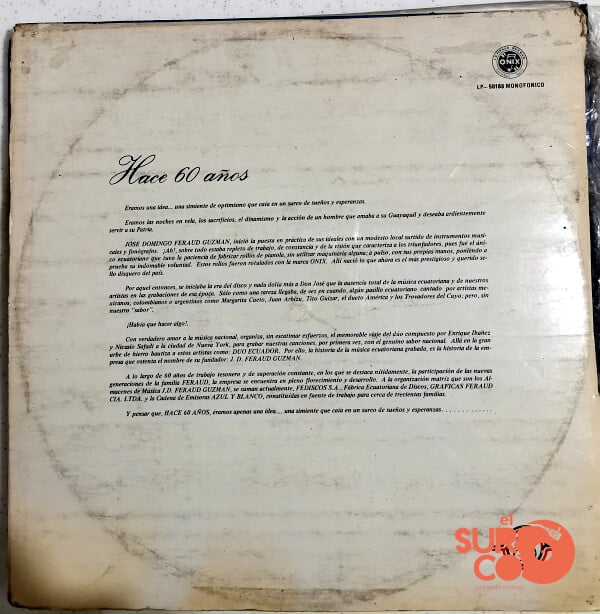 ONIX
LP- 50166 MONOFONICO
Hace 60 años
Eramos una idea... una simiente de optimismo que caía en un surco de sueños y esperanzas.
Eramos las noches en vela, los sacrificios, el dinamismo y la acción de un hombre que amaba a su Guayaquil y deseaba ardientemente
servir a su Patria.
JOSE DOMINGO FERAUD GUZMAN, inició la puesta en práctica de sus ideales con un modesto local surtido de instrumentos musi-
cales y fonógrafos. ¡Ah!, sobre todo estaba repleto de trabajo, de constancia y de la visión que caracteriza a los triunfadores, pues fue el úni-
co ecuatoriano que tuvo la paciencia de fabricar rollos de pianola, sin utilizar maquinaria alguna; a pulso, con sus propias manos, poniendo a
prueba su indomable voluntad. Estos rollos fueron rotulados con la marca ONIX. Allí nació lo que ahora es el más prestigioso y querido se-
llo disquero del país.
Por aquel entonces, se iniciaba la era del disco y nada dolía más a Don José que la ausencia total de la música ecuatoriana y de nuestros
artistas en las grabaciones de esa época. Sólo como una rareza llegaba, de vez en cuando, algún pasillo ecuatoriano cantado por artistas me-
xicanos, colombianos o argentinos como Margarita Cueto, Juan Arbizu, Tito Guizar, el dueto América y los Trovadores del Cuyo; pero, sin
nuestro "sabor".
¡Había que hacer algo!.
Con verdadero amor a la música nacional, organiza, sin escatimar esfuerzos, el memorable viaje del dúo compuesto por Enrique Ibañez
y Nicasio Safadi a la ciudad de Nueva York, para grabar nuestras canciones, por primera vez, con el genuino sabor nacional. Allá en la gran
urbe de hierro bautiza a estos artistas como: DUO ECUADOR. Por ello, la historia de la música ecuatoriana grabada, es la historia de la em-
presa que ostenta el nombre de su fundador: J. D. FERAUD GUZMAN.
A lo largo de 60 años de trabajo tesonero y de superación constante, en los que se destaca nítidamente, la participación de las nuevas
generaciones de la familia FERAUD, la empresa se encuentra en pleno florecimiento y desarrollo. A la organización matriz que son los Al-
macenes de Música J.D. FERAUD GUZMAN, se suman actualmente, FEDISCOS S.A., Fábrica Ecuatoriana de Discos, GRAFICAS FERAUD
CIA. LTDA. y la Cadena de Emisoras AZUL Y BLANCO, constituídas en fuente de trabajo para cerca de trecientas familias.
Y pensar que, HACE 60 AÑOS, éramos apenas una idea... una simiente que caía en un surco de sueños y esperanzas. . . . . . . . . . . . . .
el
SURCO